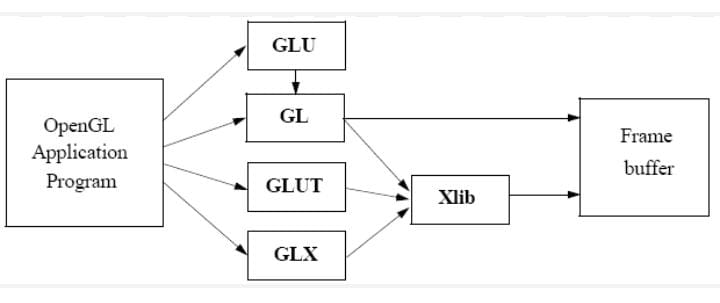 GLU
OpenGL
Application
Program
GL
GLUT
GLX
Xlib
Frame
buffer